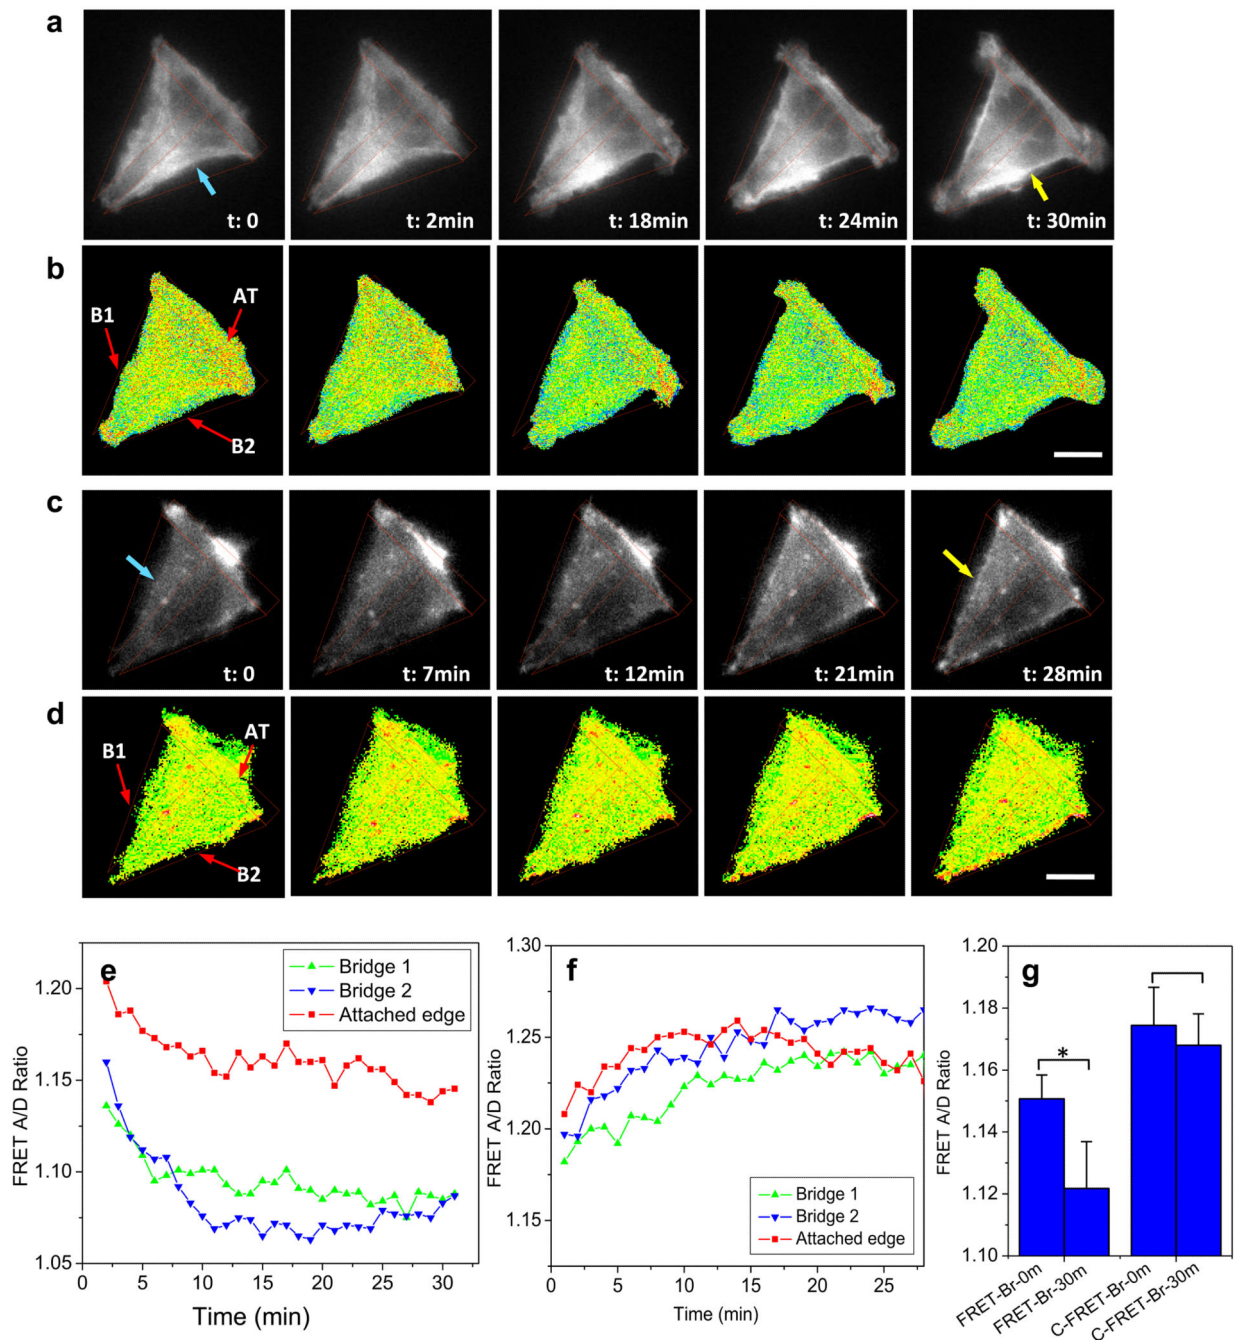 a
t: 0
t: 2min
t: 18min
t: 24min
t: 30min
b
B1
AT
B2
c
t: 0
t: 7min
t: 12min
t: 21min
t: 28min
d
B1
AT
B2
e
Bridge 1
Bridge 2
Attached edge
FRET A/D Ratio
1.20
1.15
1.10
1.05
0 5 10 15 20 25 30
Time (min)
f
FRET A/D Ratio
1.30
1.25
1.20
1.15
Bridge 1
Bridge 2
Attached edge
0 5 10 15 20 25
Time (min)
g
FRET A/D Ratio
1.20
1.18
1.16
1.14
1.12
1.10
*
FRET-Br-0m
FRET-Br-30m
C-FRET-Br-0m
C-FRET-Br-30m